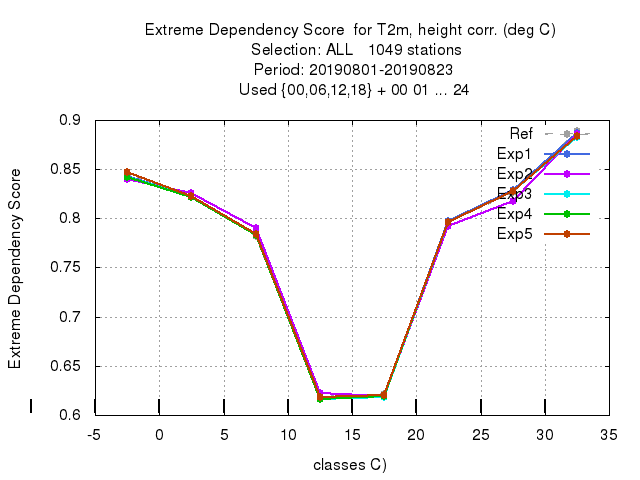 Extreme Dependency Score for T2m, height corr. (deg C)
Selection: ALL 1049 stations
Period: 20190801-20190823
Used {00,06,12,18} + 00 01 ... 24
Extreme Dependency Score
0.9
0.85
0.8
0.75
0.7
0.65
0.6
Ref
Exp1
Exp2
Exp3
Exp4
Exp5
-5 0 5 10 15 20 25 30 35
classes C)